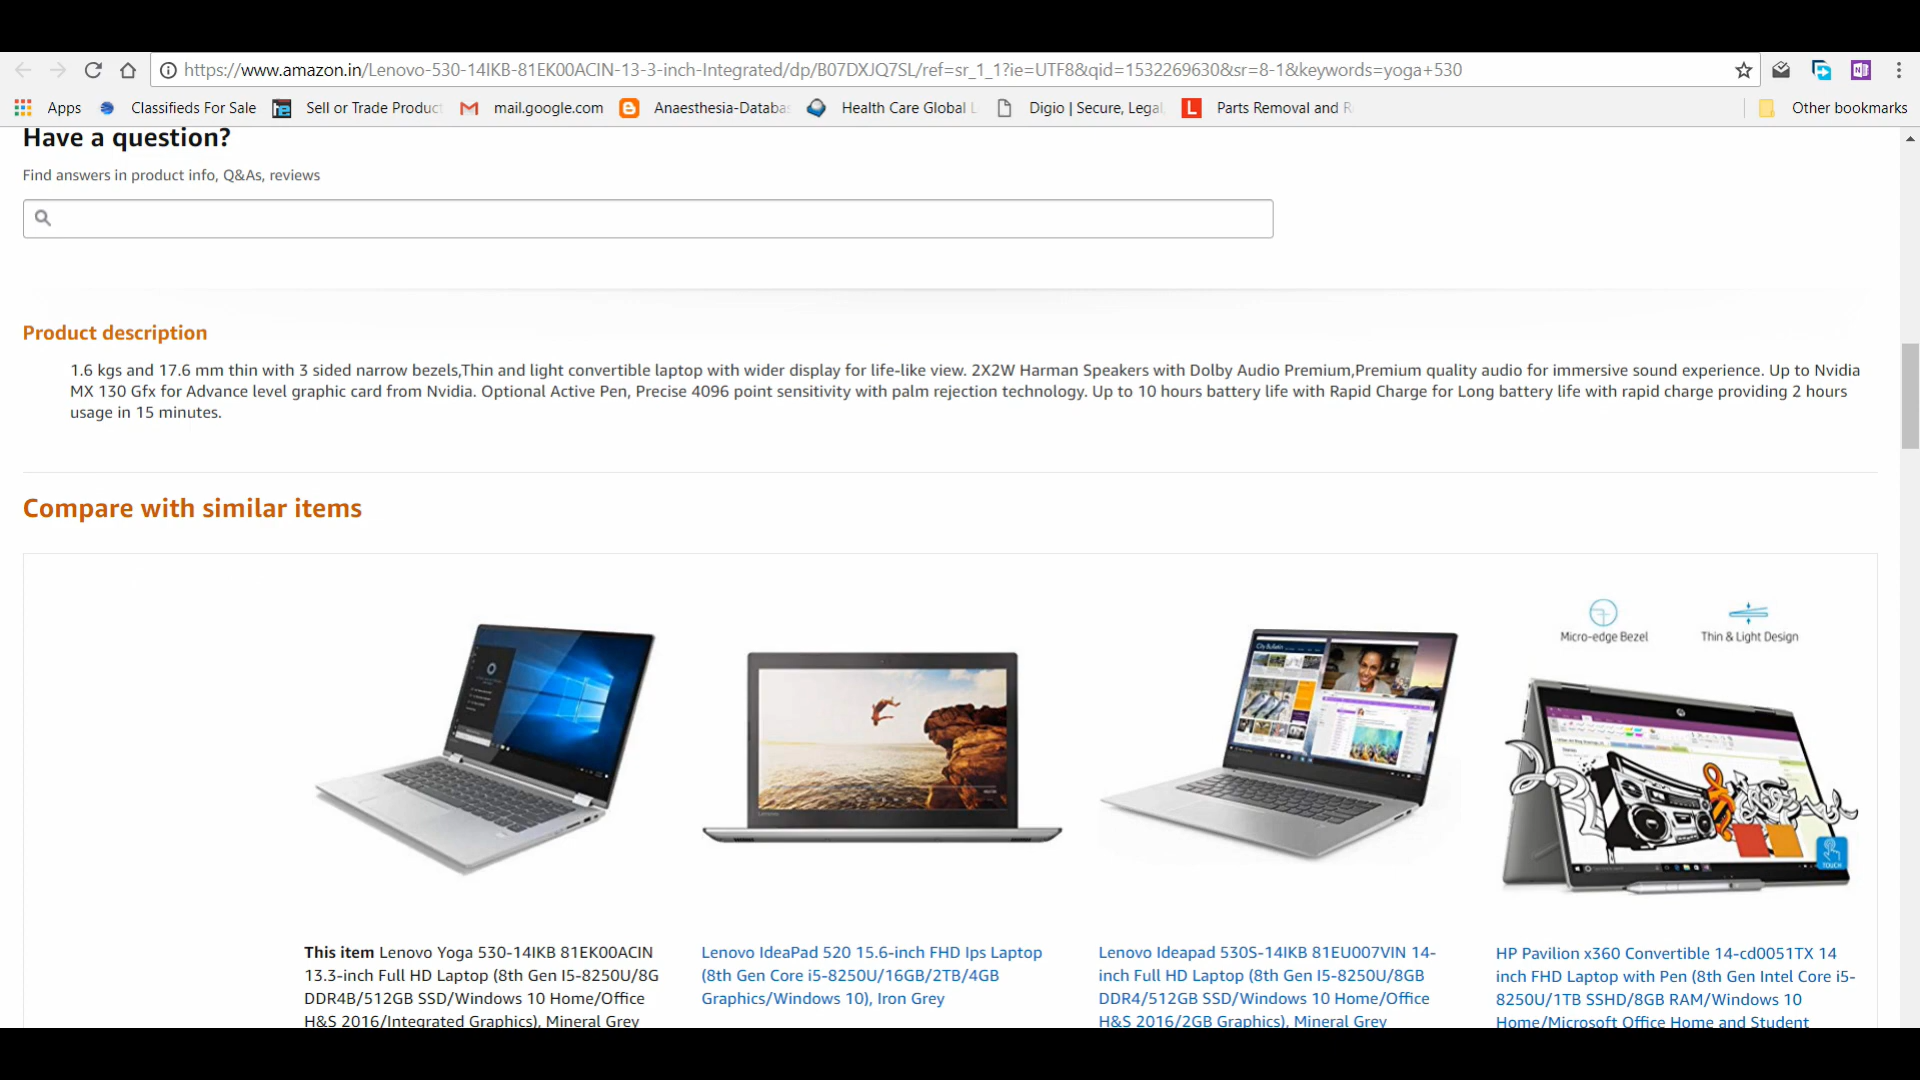 https://www.amazon.in/Lenovo-530-14IKB-81EK00ACIN-13-3-inch-Integrated/dp/B07DXJQ7SL/ref=sr_1_1?ie=UTF8&qid=1532269630&sr=8-1&keywords=yoga+530
Apps Classifieds For Sale Sell or Trade Product mail.google.com Anaesthesia-Databas Health Care Global L Digio | Secure, Legal, Parts Removal and R Other bookmarks
Have a question?
Find answers in product info, Q&As, reviews
Product description
1.6 kgs and 17.6 mm thin with 3 sided narrow bezels,Thin and light convertible laptop with wider display for life-like view. 2X2W Harman Speakers with Dolby Audio Premium,Premium quality audio for immersive sound experience. Up to Nvidia
MX 130 Gfx for Advance level graphic card from Nvidia. Optional Active Pen, Precise 4096 point sensitivity with palm rejection technology. Up to 10 hours battery life with Rapid Charge for Long battery life with rapid charge providing 2 hours
usage in 15 minutes.
Compare with similar items
Micro-edge Bezel
Thin & Light Design
TOUCH
This item Lenovo Yoga 530-14IKB 81EK00ACIN
13.3-inch Full HD Laptop (8th Gen I5-8250U/8G
DDR4B/512GB SSD/Windows 10 Home/Office
H&S 2016/Integrated Graphics), Mineral Grey
Lenovo IdeaPad 520 15.6-inch FHD Ips Laptop
(8th Gen Core i5-8250U/16GB/2TB/4GB
Graphics/Windows 10), Iron Grey
Lenovo Ideapad 530S-14IKB 81EU007VIN 14-
inch Full HD Laptop (8th Gen I5-8250U/8GB
DDR4/512GB SSD/Windows 10 Home/Office
H&S 2016/2GB Graphics), Mineral Grey
HP Pavilion x360 Convertible 14-cd0051TX 14
inch FHD Laptop with Pen (8th Gen Intel Core i5-
8250U/1TB SSHD/8GB RAM/Windows 10
Home/Microsoft Office Home and Student